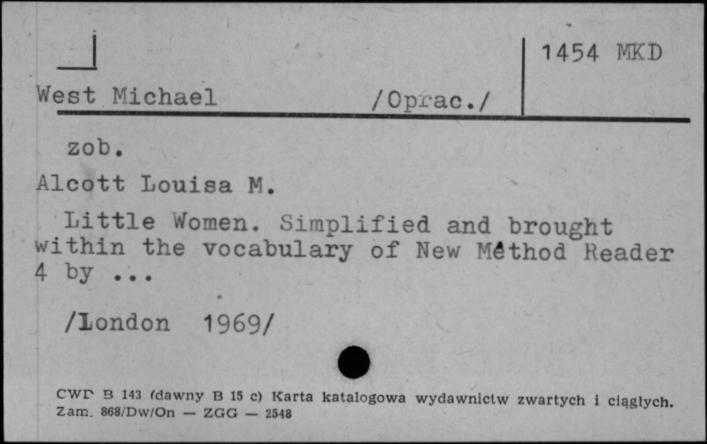 1454 MKD
West Michael /Oprac./
zob.
Alcott Louisa M.
Little Women. Simplified and brought
within the vocabulary of New Method Reader
4 by ...
/London 1969/
CWD B 143 (dawny B 15 c) Karta katalogowa wydawnictw zwartych i ciągłych.
Zam. 868/Dw/On — ZGG — 2548